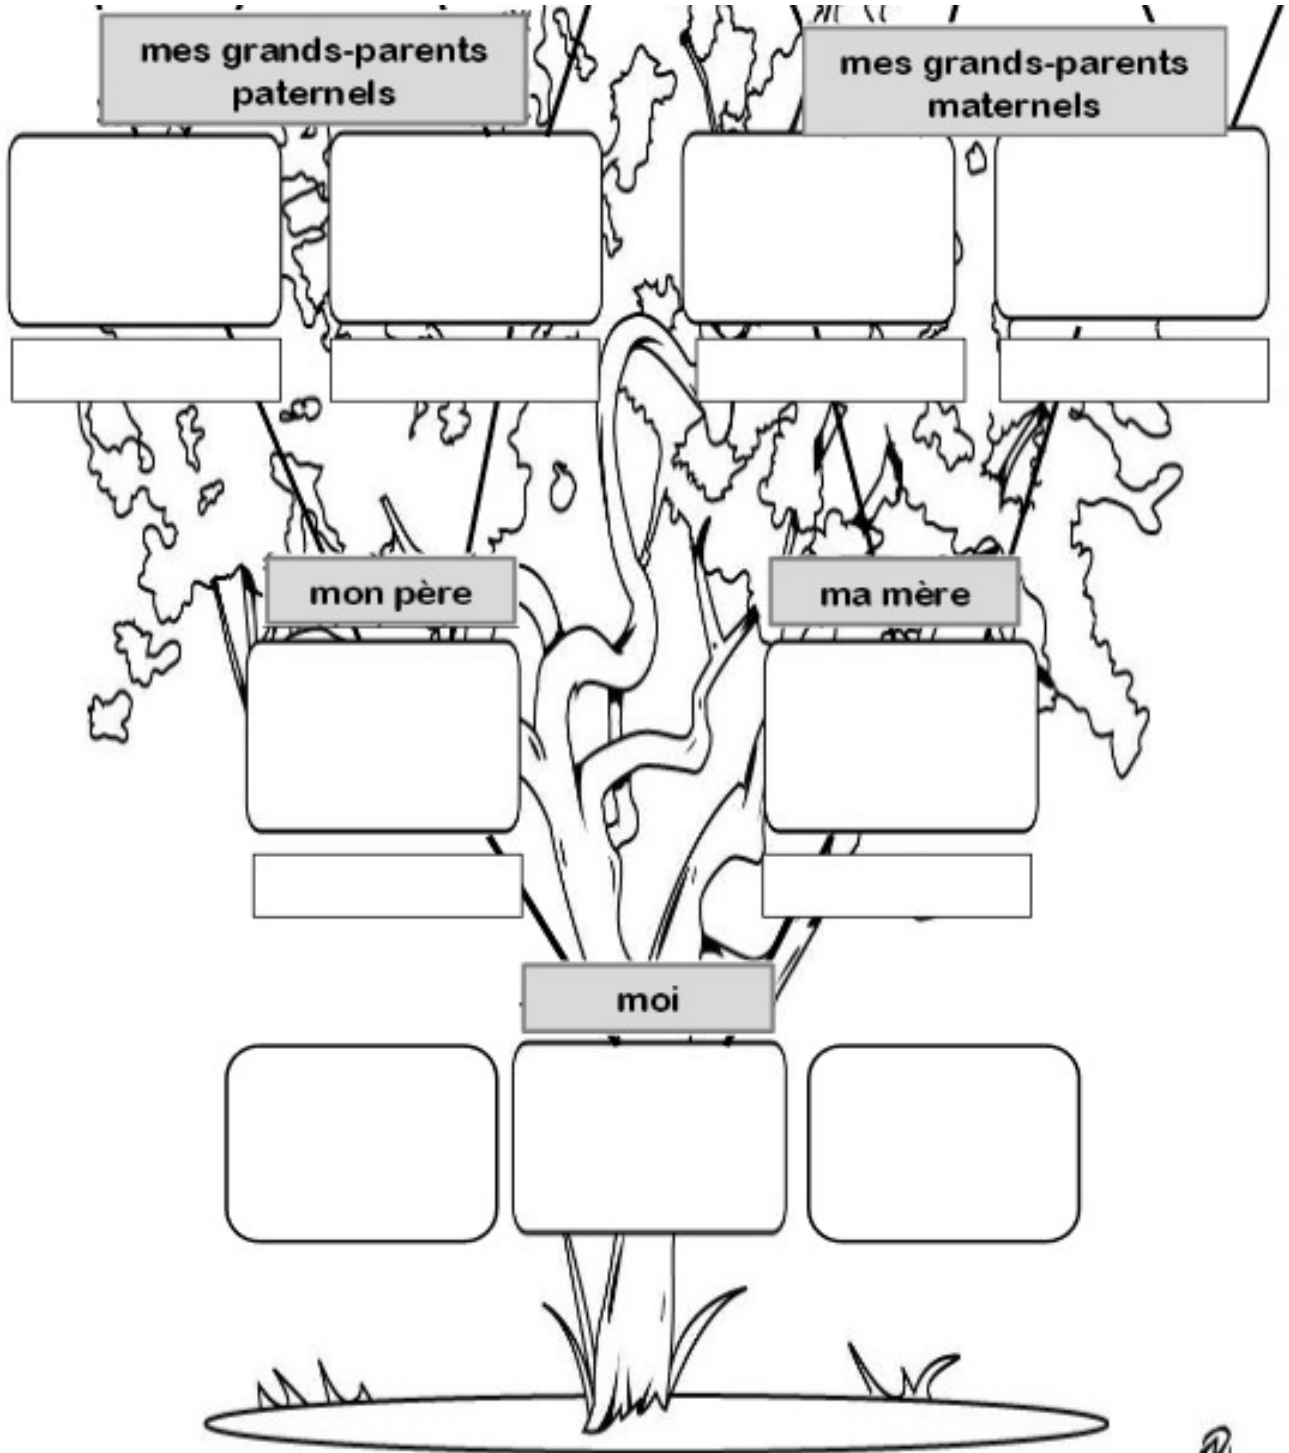 mes grands-parents
paternels
mes grands-parents
maternels
mon père
ma mère
moi